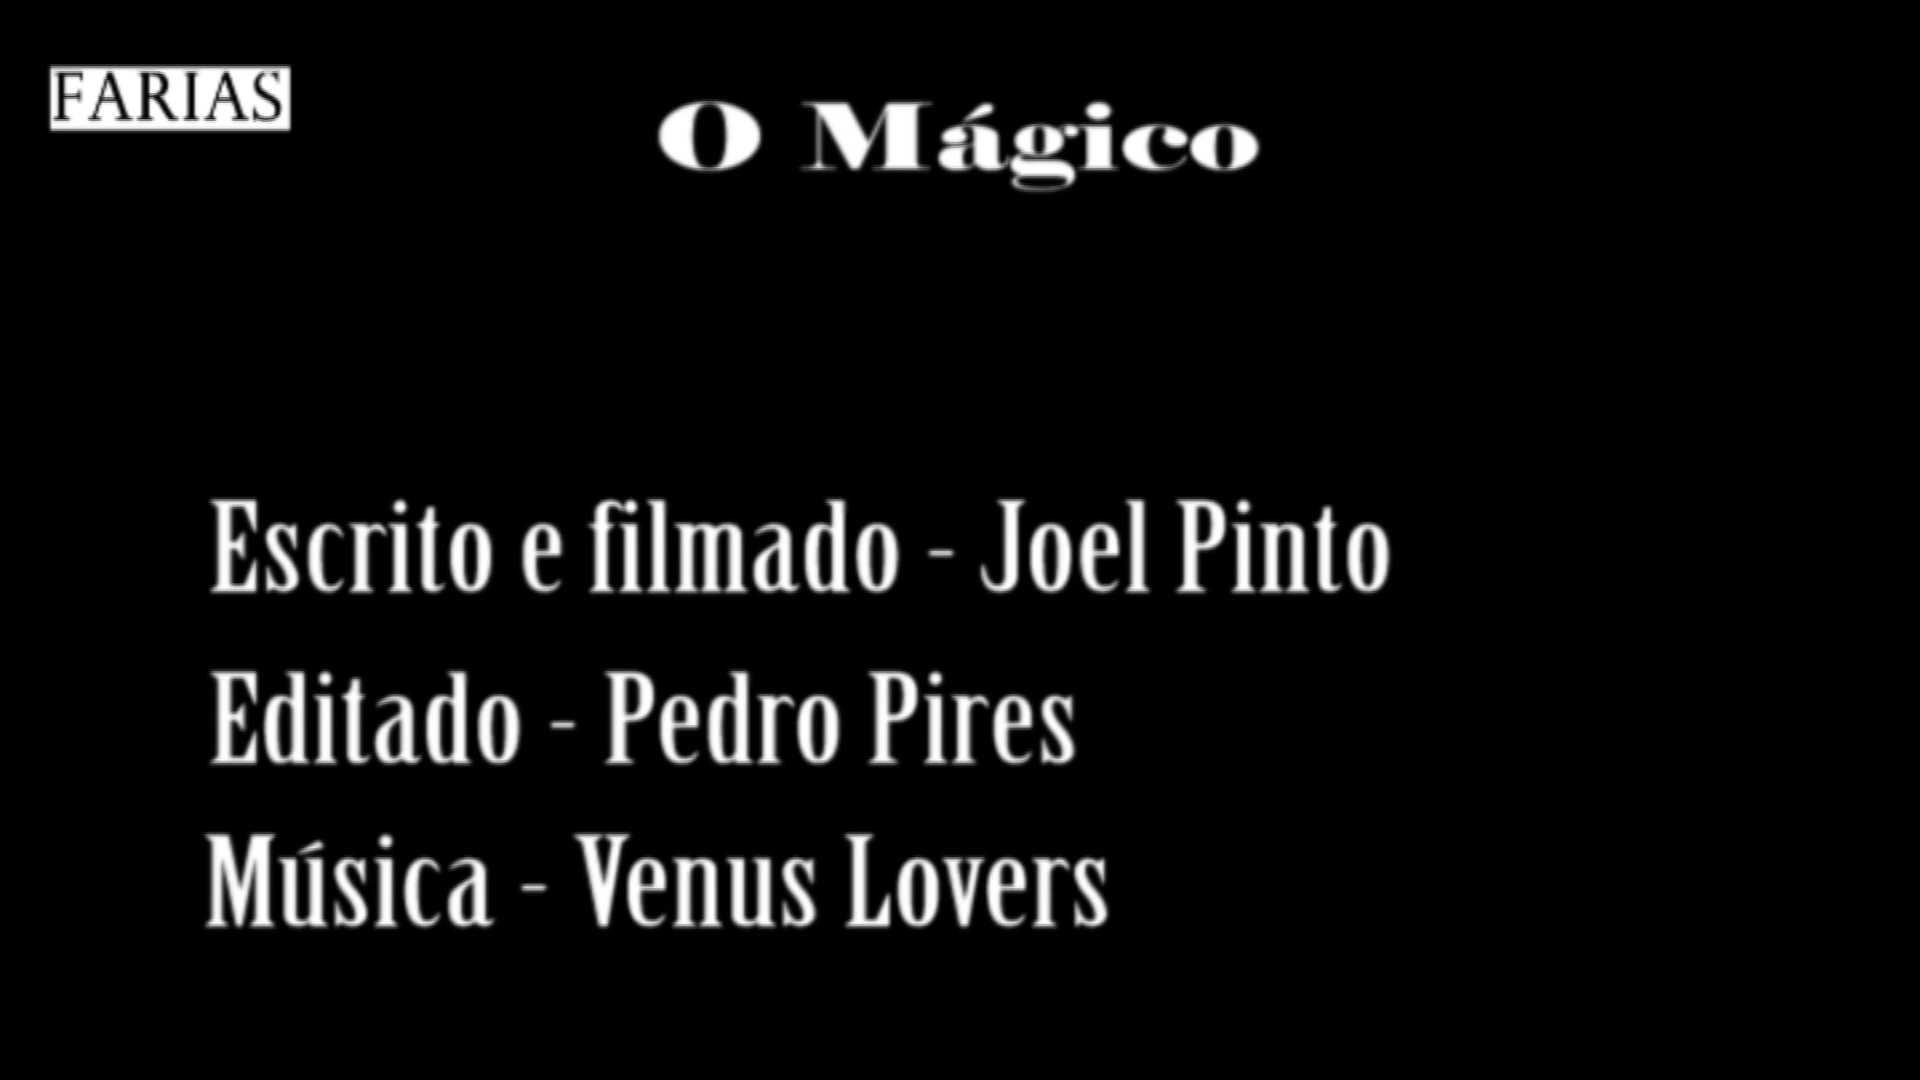 FARIAS
O Mágico
Escrito e filmado - Joel Pinto
Editado - Pedro Pires
Música - Venus Lovers